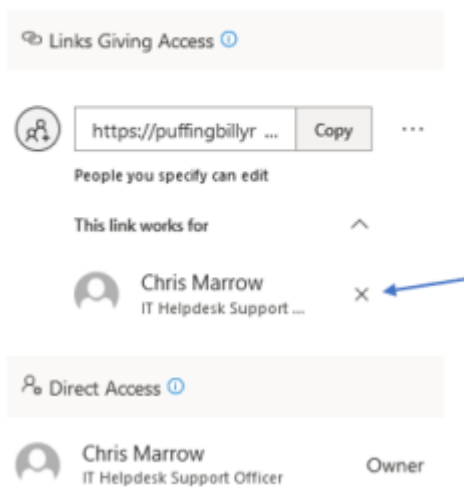 Links Giving Access
https://puffingbillyr ... Copy ...
People you specify can edit
This link works for
Chris Marrow
IT Helpdesk Support ...
Direct Access
Chris Marrow
IT Helpdesk Support Officer
Owner